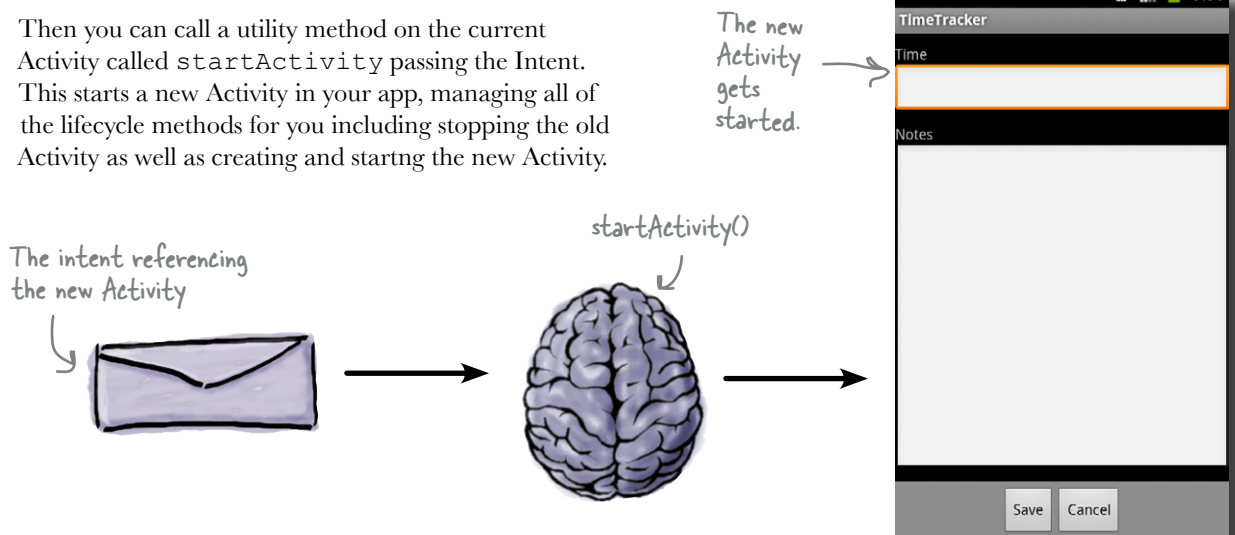 Then you can call a utility method on the current
Activity called startActivity passing the Intent.
This starts a new Activity in your app, managing all of
the lifecycle methods for you including stopping the old
Activity as well as creating and startng the new Activity.
The new
Activity
gets
started.
The intent referencing
the new Activity
startActivity()
TimeTracker
Time
Notes
Save Cancel